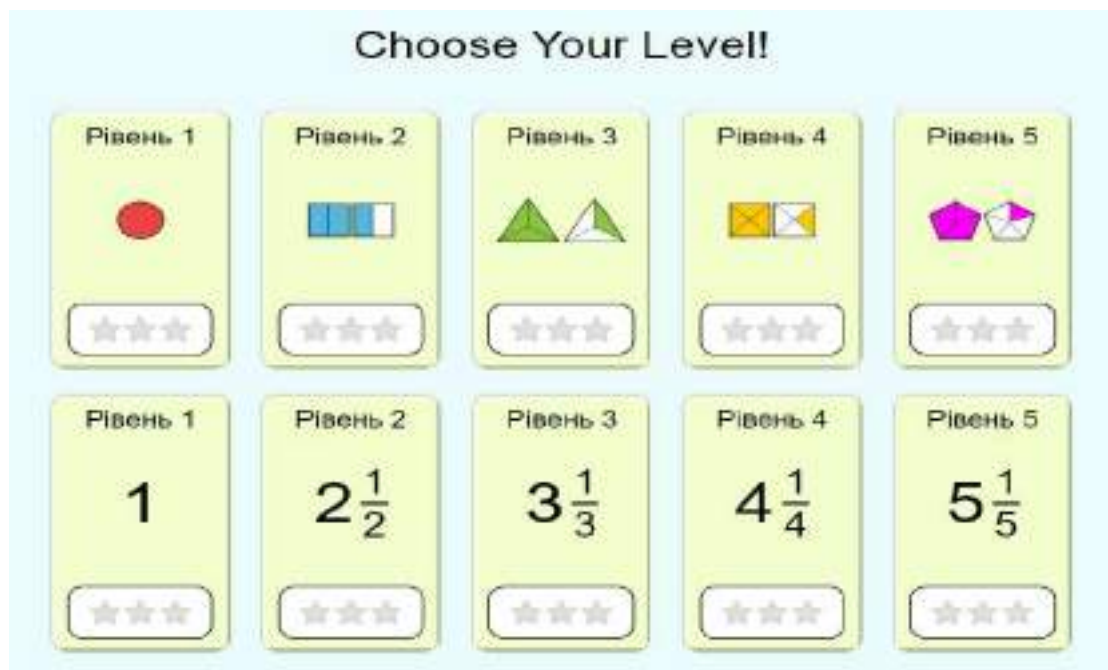 Choose Your Level!
Рівень 1
Рівень 2
Рівень 3
Рівень 4
Рівень 5
Рівень 1
Рівень 2
Рівень 3
Рівень 4
Рівень 5
1
2 1/2
3 1/3
4 1/4
5 1/5